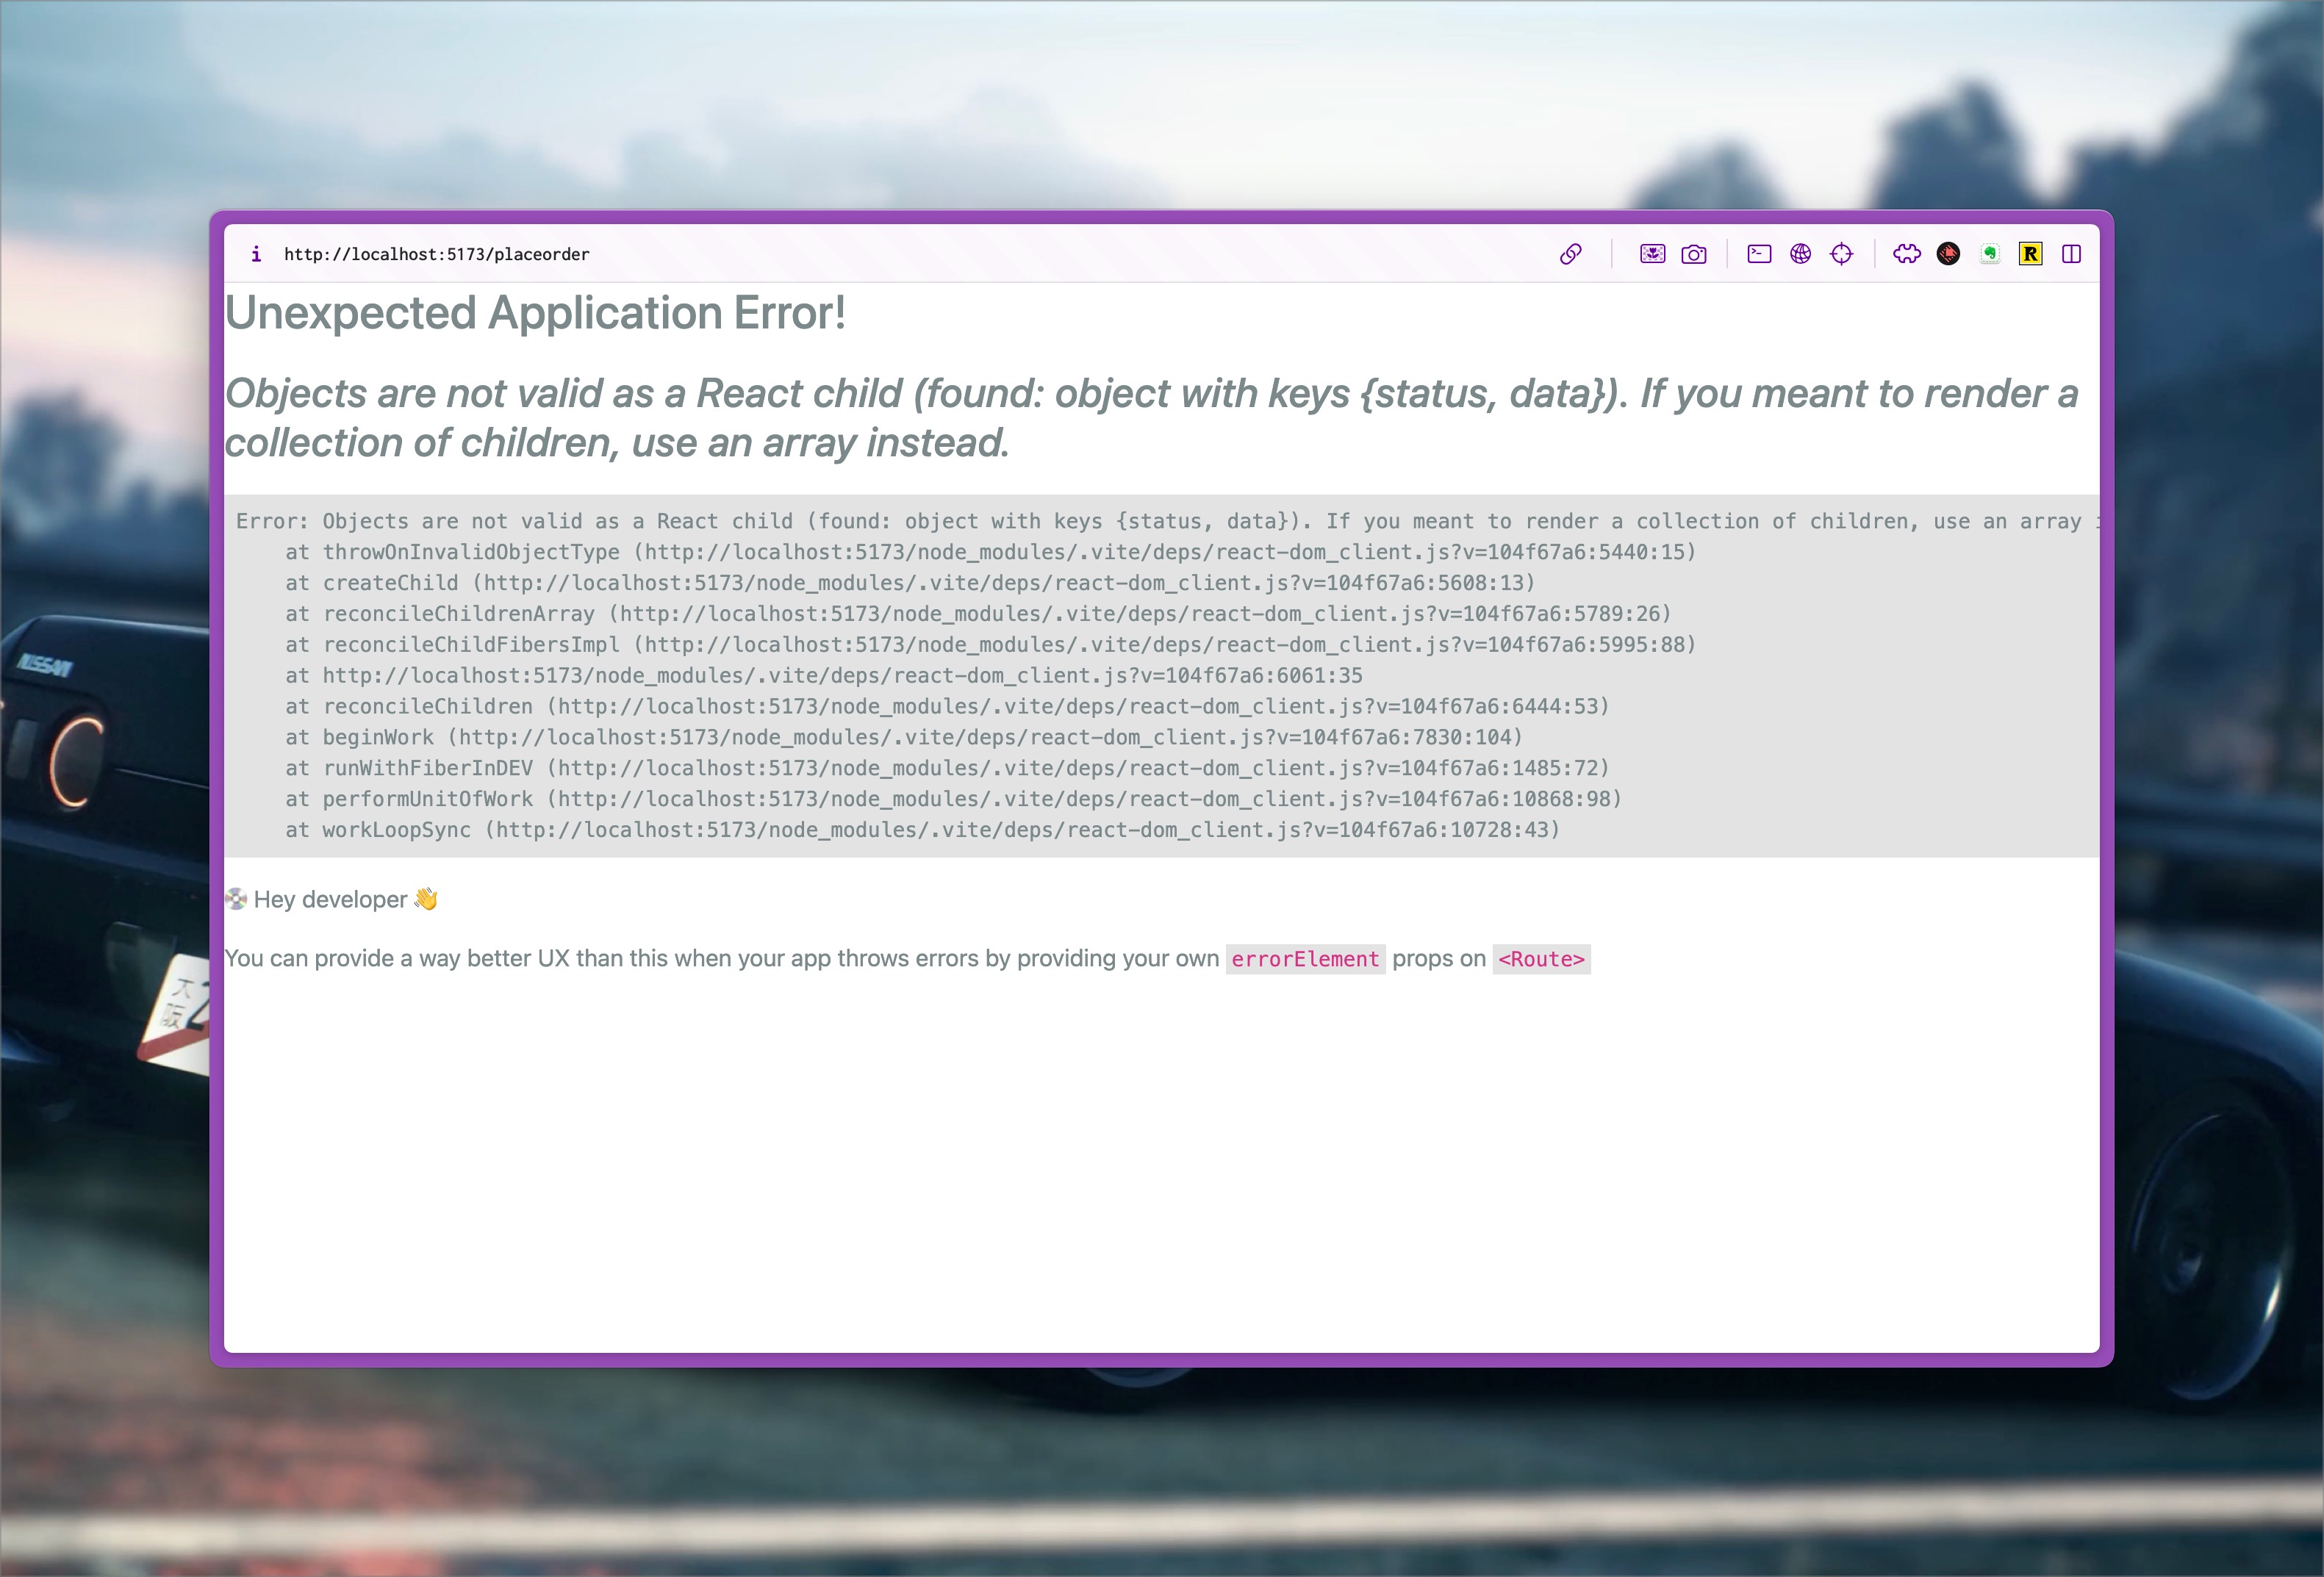 i http://localhost:5173/placeorder
R
Unexpected Application Error!
Objects are not valid as a React child (found: object with keys {status, data}). If you meant to render a
collection of children, use an array instead.
Error: Objects are not valid as a React child (found: object with keys {status, data}). If you meant to render a collection of children, use an array
at throwOnInvalidObjectType (http://localhost:5173/node_modules/.vite/deps/react-dom_client.js?v=104f67a6:5440:15)
at createChild (http://localhost:5173/node_modules/.vite/deps/react-dom_client.js?v=104f67a6:5608:13)
at reconcileChildrenArray (http://localhost:5173/node_modules/.vite/deps/react-dom_client.js?v=104f67a6:5789:26)
at reconcileChildFibersImpl (http://localhost:5173/node_modules/.vite/deps/react-dom_client.js?v=104f67a6:5995:88)
at http://localhost:5173/node_modules/.vite/deps/react-dom_client.js?v=104f67a6:6061:35
at reconcileChildren (http://localhost:5173/node_modules/.vite/deps/react-dom_client.js?v=104f67a6:6444:53)
at beginWork (http://localhost:5173/node_modules/.vite/deps/react-dom_client.js?v=104f67a6:7830:104)
at runWithFiberInDEV (http://localhost:5173/node_modules/.vite/deps/react-dom_client.js?v=104f67a6:1485:72)
at performUnitOfWork (http://localhost:5173/node_modules/.vite/deps/react-dom_client.js?v=104f67a6:10868:98)
at workLoopSync (http://localhost:5173/node_modules/.vite/deps/react-dom_client.js?v=104f67a6:10728:43)
💿 Hey developer 👋
You can provide a way better UX than this when your app throws errors by providing your own errorElement props on <Route>
NISSAN
大阪